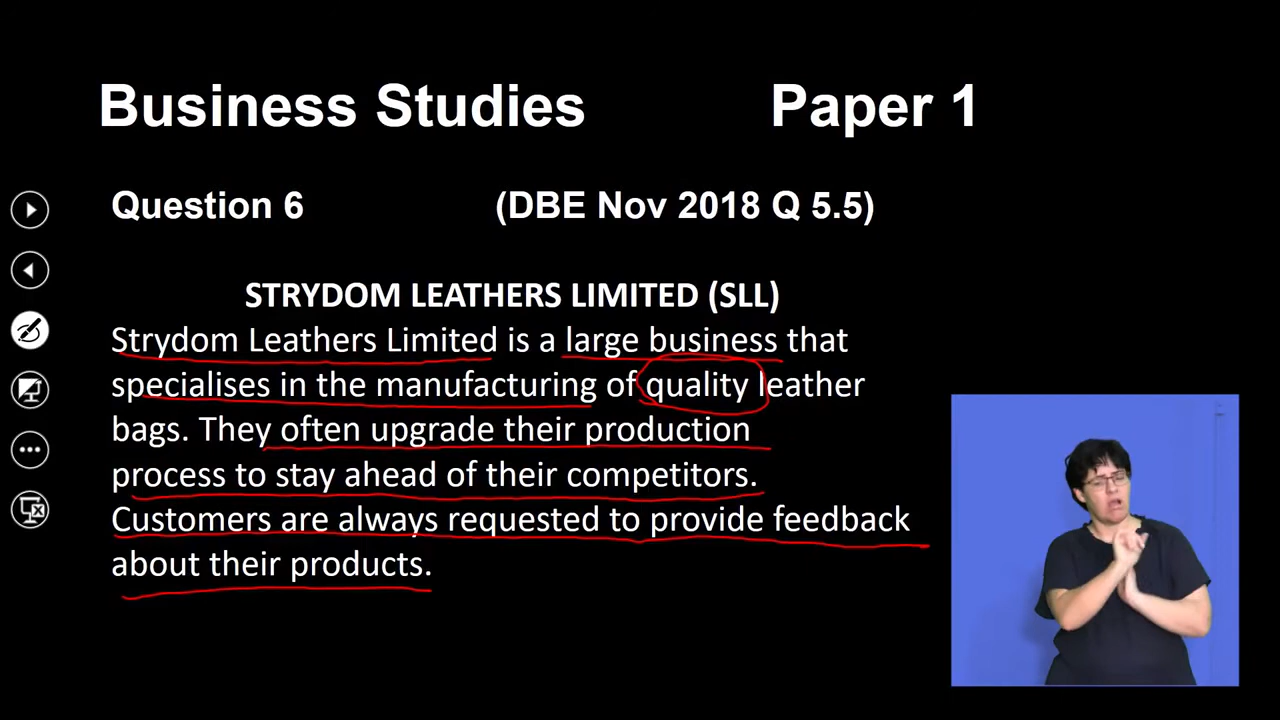 Business Studies Paper 1
Question 6 (DBE Nov 2018 Q 5.5)
STRYDOM LEATHERS LIMITED (SLL)
Strydom Leathers Limited is a large business that
specialises in the manufacturing of quality leather
bags. They often upgrade their production
process to stay ahead of their competitors.
Customers are always requested to provide feedback
about their products.